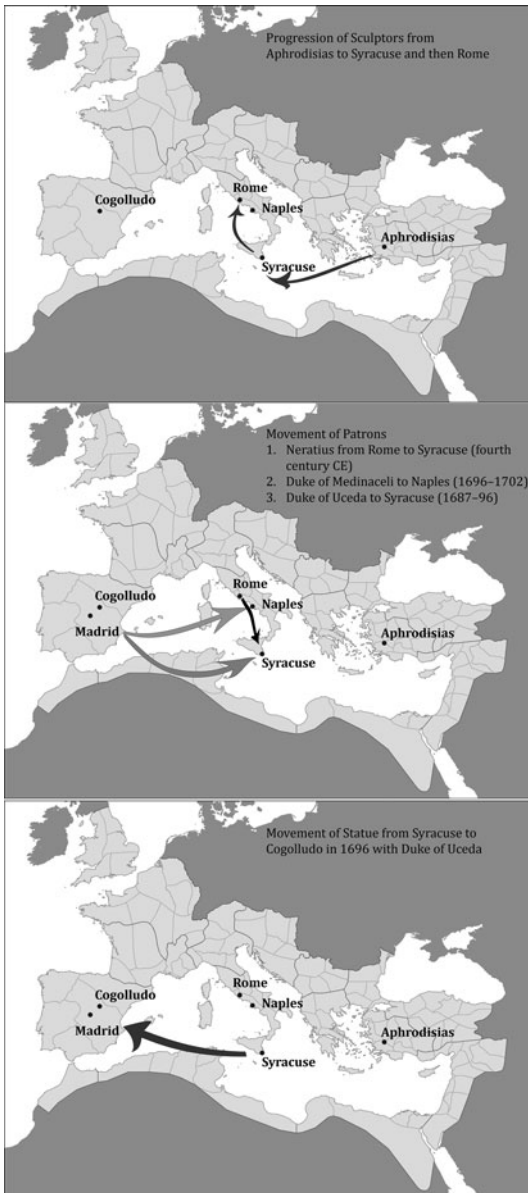 Progression of Sculptors from
Aphrodisias to Syracuse and then Rome
Rome
Cogolludo
Naples
Aphrodisias
Syracuse
Movement of Patrons
1. Neratius from Rome to Syracuse (fourth
century CE)
2. Duke of Medinaceli to Naples (1696–1702)
3. Duke of Uceda to Syracuse (1687–96)
Rome
Cogolludo
Naples
Madrid
Aphrodisias
Syracuse
Movement of Statue from Syracuse to
Cogolludo in 1696 with Duke of Uceda
Rome
Cogolludo
Naples
Madrid
Aphrodisias
Syracuse